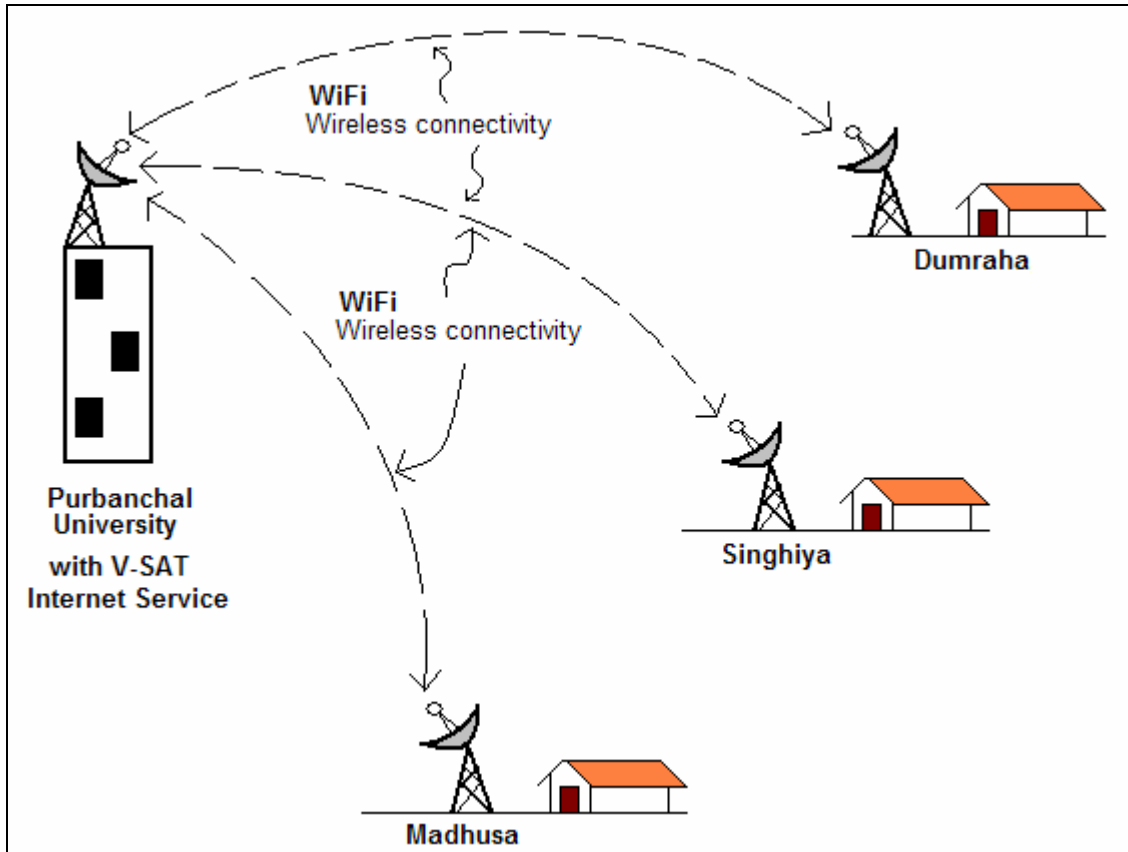 WiFi
Wireless connectivity
Dumraha
WiFi
Wireless connectivity
Purbanchal
University
with V-SAT
Internet Service
Singhiya
Madhusa